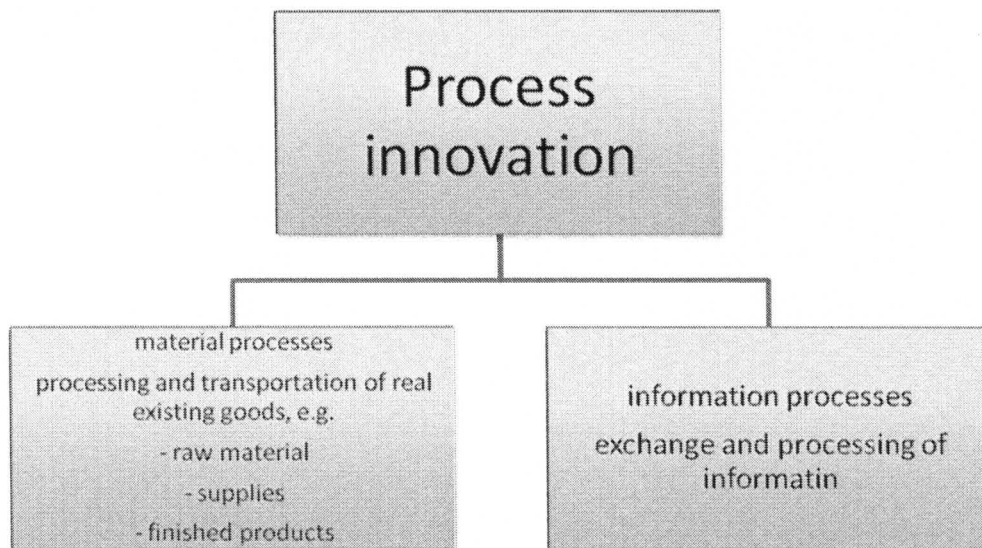 Process
innovation
material processes
processing and transportation of real
existing goods, e.g.
- raw material
- supplies
- finished products
information processes
exchange and processing of
informatin